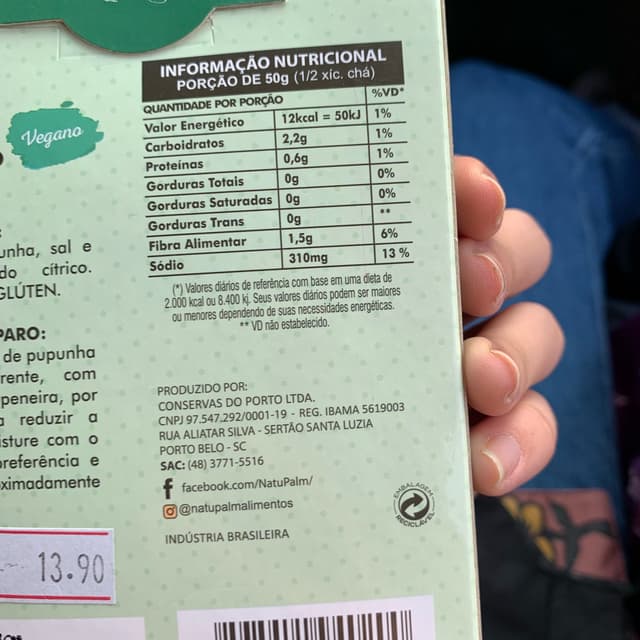 INFORMAÇÃO NUTRICIONAL
PORÇÃO DE 50g (1/2 xíc. chá)
QUANTIDADE POR PORÇÃO %VD*
Valor Energético 12kcal = 50kJ 1%
Carboidratos 2,2g 1%
Proteínas 0,6g 1%
Gorduras Totais 0g 0%
Gorduras Saturadas 0g 0%
Gorduras Trans 0g **
Fibra Alimentar 1,5g 6%
Sódio 310mg 13 %
(*) Valores diários de referência com base em uma dieta de
2.000 kcal ou 8.400 kj. Seus valores diários podem ser maiores
ou menores dependendo de suas necessidades energéticas.
** VD não estabelecido.
Vegano
unha, sal e
do cítrico.
GLÚTEN.
PARO:
de pupunha
rente, com
peneira, por
a reduzir a
isture com o
preferência e
oximadamente
PRODUZIDO POR:
CONSERVAS DO PORTO LTDA.
CNPJ 97.547.292/0001-19 - REG. IBAMA 5619003
RUA ALIATAR SILVA - SERTÃO SANTA LUZIA
PORTO BELO - SC
SAC: (48) 3771-5516
facebook.com/NatuPalm/
@natupalmalimentos
INDÚSTRIA BRASILEIRA
EMBALAGEM
RECICLÁVEL
13.90